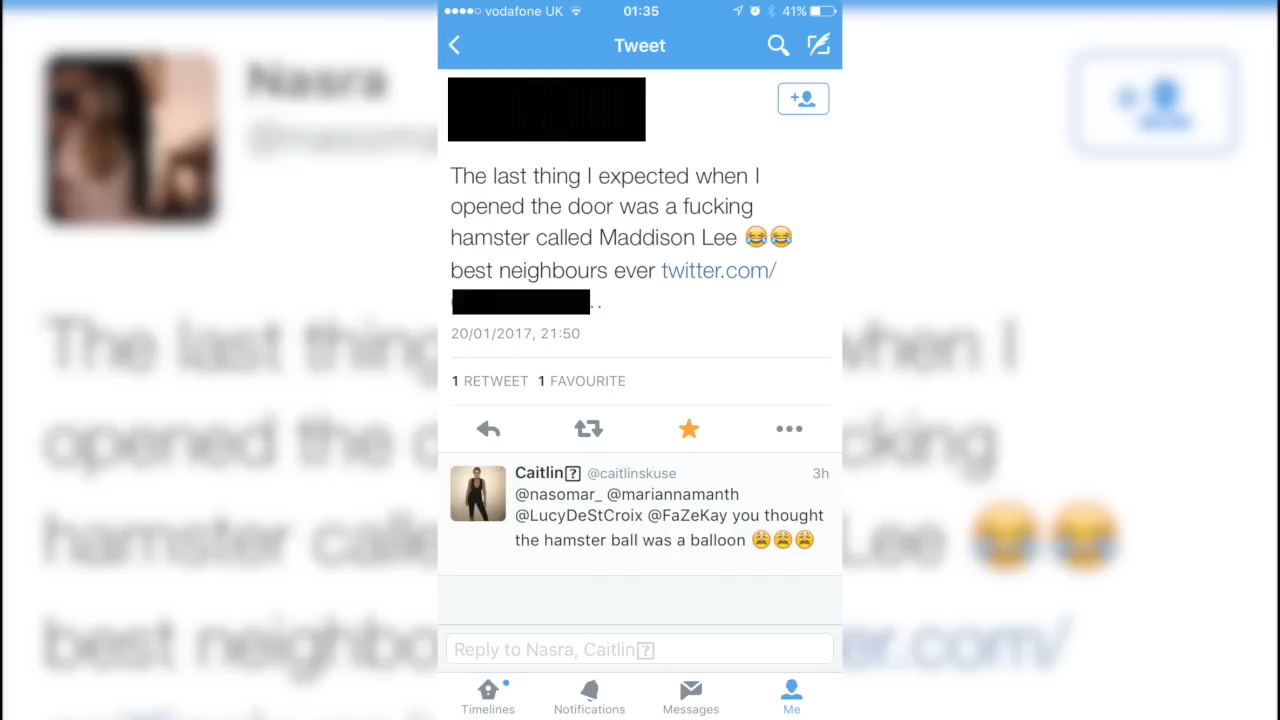 vodafone UK 01:35 41%
Tweet
The last thing I expected when I
opened the door was a fucking
hamster called Maddison Lee 😂😂
best neighbours ever twitter.com/
..
20/01/2017, 21:50
1 RETWEET 1 FAVOURITE
Caitlin @caitlinskuse 3h
@nasomar_ @mariannamanth
@LucyDeStCroix @FaZeKay you thought
the hamster ball was a balloon 😩😩😩
Reply to Nasra, Caitlin
Timelines Notifications Messages Me
Nasra
@nasomar
The last thing when I
opened the d cking
hamster calle Lee 😂😂
best neighbo er.com/